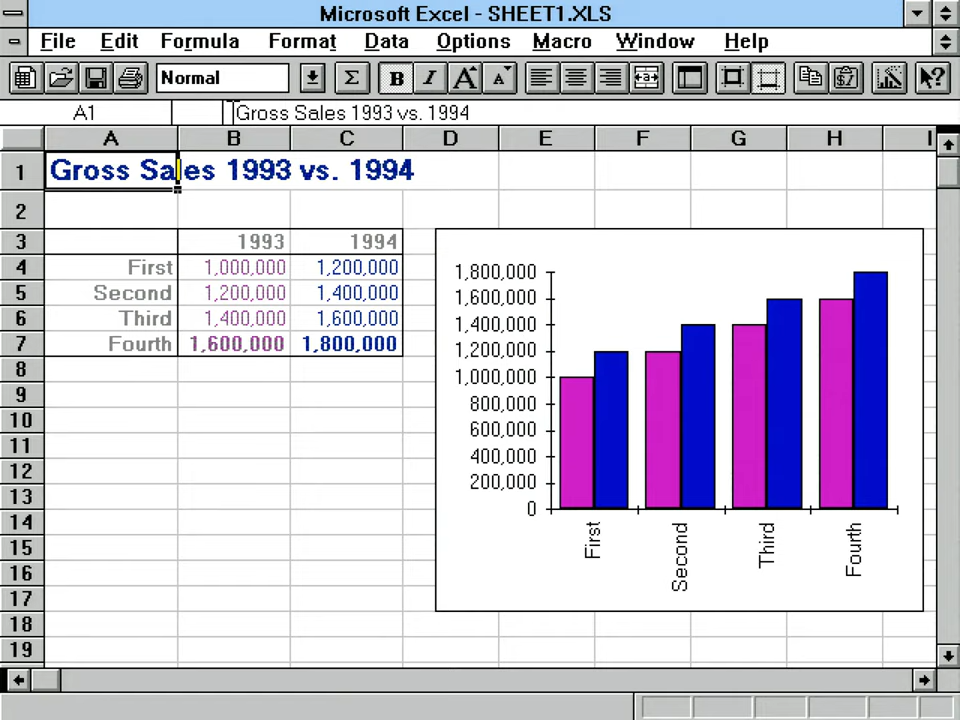 Microsoft Excel - SHEET1.XLS
File Edit Formula Format Data Options Macro Window Help
Normal Σ B I A A
A1 Gross Sales 1993 vs. 1994
A B C D E F G H I
1 Gross Sales 1993 vs. 1994
2
3 1993 1994
4 First 1,000,000 1,200,000
5 Second 1,200,000 1,400,000
6 Third 1,400,000 1,600,000
7 Fourth 1,600,000 1,800,000
8
9
10
11
12
13
14
15
16
17
18
19
1,800,000
1,600,000
1,400,000
1,200,000
1,000,000
800,000
600,000
400,000
200,000
0
First Second Third Fourth